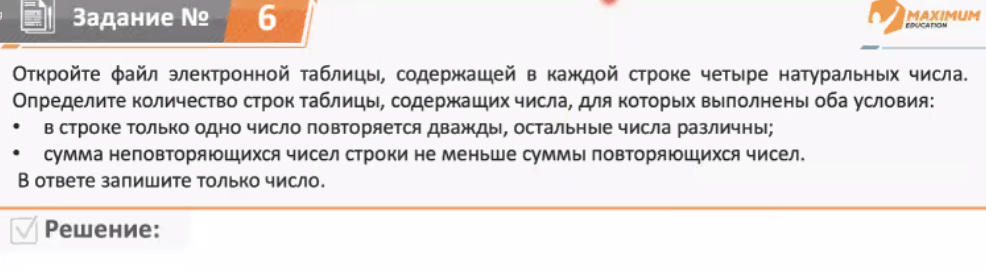 Задание № 6
MAXIMUM
EDUCATION
Откройте файл электронной таблицы, содержащей в каждой строке четыре натуральных числа.
Определите количество строк таблицы, содержащих числа, для которых выполнены оба условия:
• в строке только одно число повторяется дважды, остальные числа различны;
• сумма неповторяющихся чисел строки не меньше суммы повторяющихся чисел.
В ответе запишите только число.
Решение: